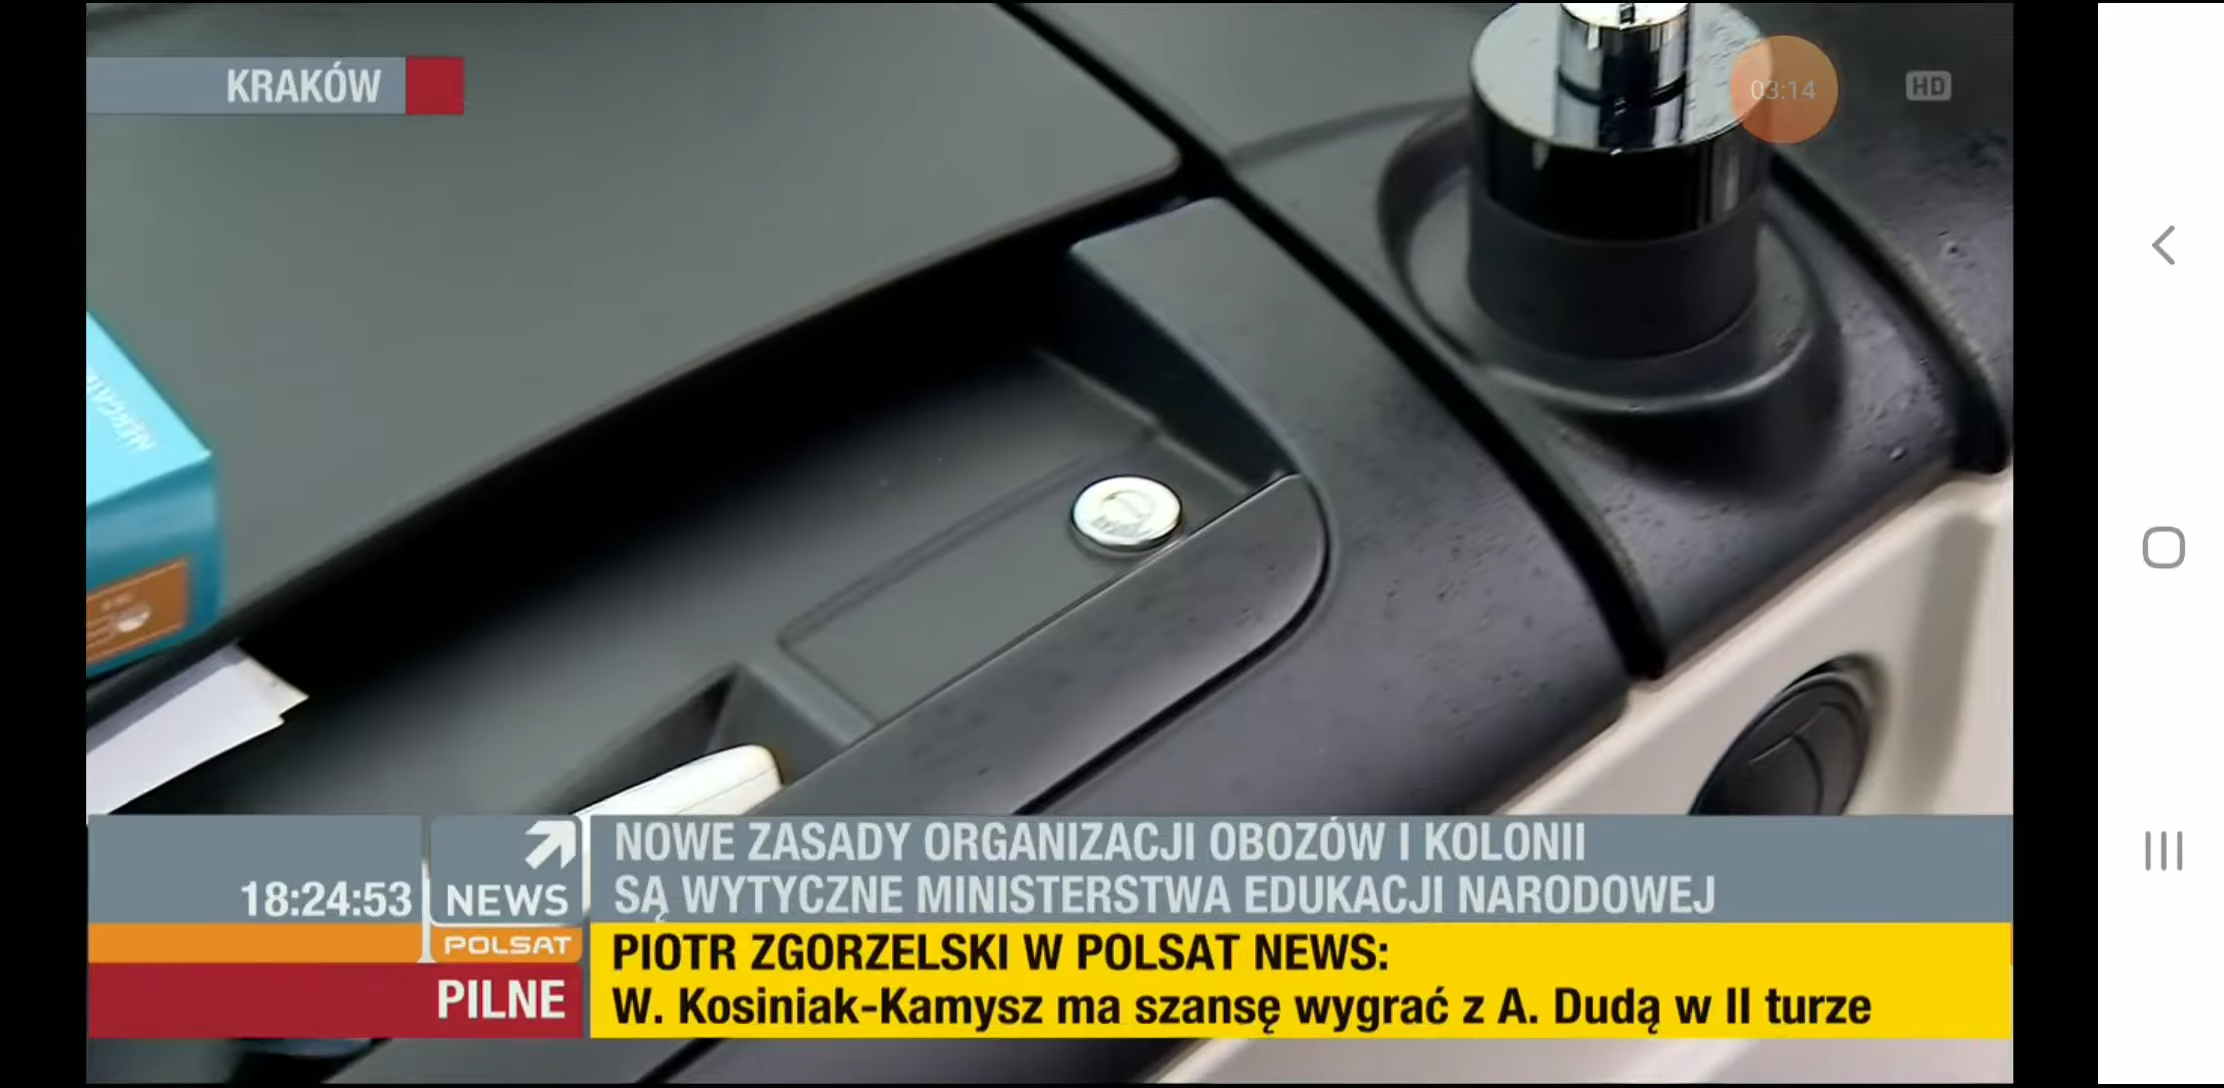 KRAKÓW
03:14
HD
NOWE ZASADY ORGANIZACJI OBOZÓW I KOLONII
SĄ WYTYCZNE MINISTERSTWA EDUKACJI NARODOWEJ
18:24:53
NEWS
POLSAT
PILNE
PIOTR ZGORZELSKI W POLSAT NEWS:
W. Kosiniak-Kamysz ma szansę wygrać z A. Dudą w II turze